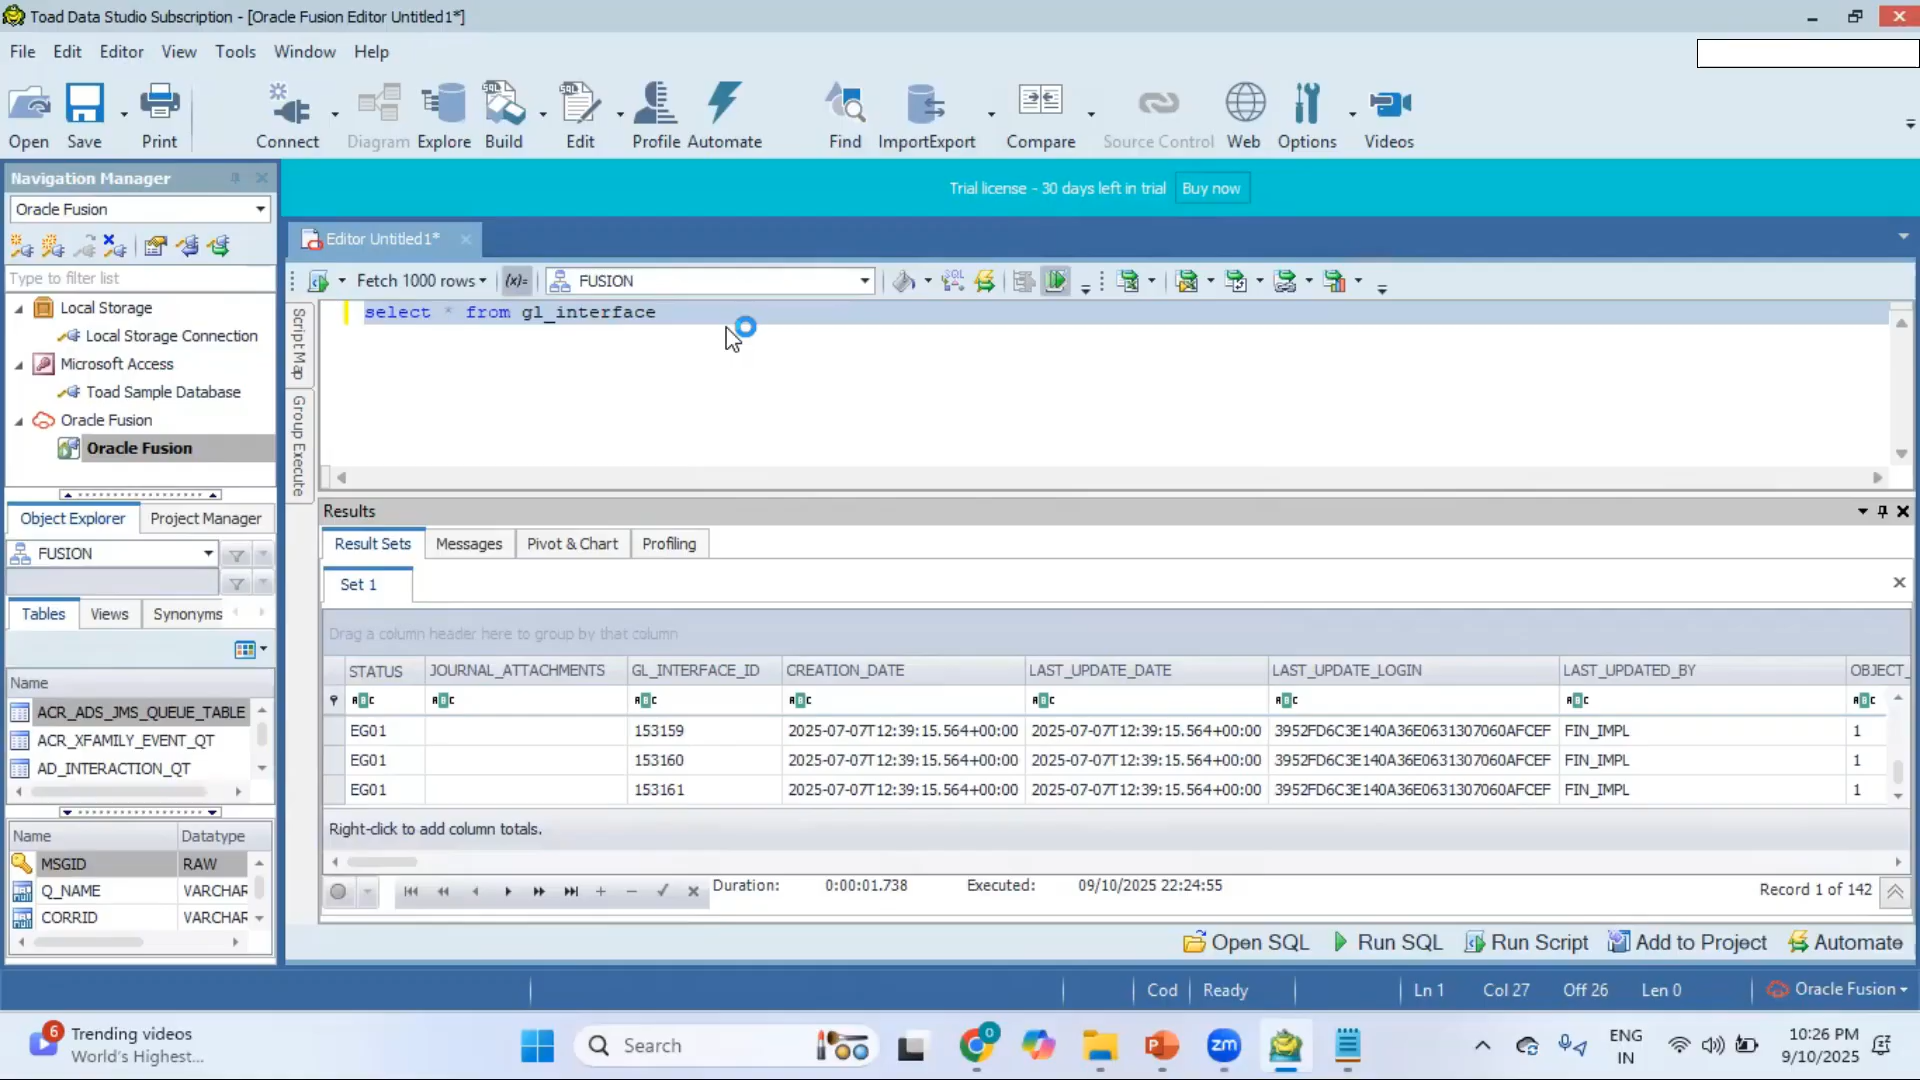 Toad Data Studio Subscription - [Oracle Fusion Editor Untitled1*]
File Edit Editor View Tools Window Help
Open Save Print Connect Diagram Explore Build Edit Profile Automate Find ImportExport Compare Source Control Web Options Videos
Navigation Manager
Trial license - 30 days left in trial Buy now
Oracle Fusion
Editor Untitled1*
Type to filter list
Fetch 1000 rows (x)= FUSION
Local Storage
Local Storage Connection
Microsoft Access
Toad Sample Database
Oracle Fusion
Oracle Fusion
Script Map
Group Execute
select * from gl_interface
Object Explorer Project Manager
FUSION
Tables Views Synonyms
Name
ACR_ADS_JMS_QUEUE_TABLE
ACR_XFAMILY_EVENT_QT
AD_INTERACTION_QT
Name Datatype
MSGID RAW
Q_NAME VARCHAR
CORRID VARCHAR
Results
Result Sets Messages Pivot & Chart Profiling
Set 1
Drag a column header here to group by that column
STATUS JOURNAL_ATTACHMENTS GL_INTERFACE_ID CREATION_DATE LAST_UPDATE_DATE LAST_UPDATE_LOGIN LAST_UPDATED_BY OBJECT_
EG01 153159 2025-07-07T12:39:15.564+00:00 2025-07-07T12:39:15.564+00:00 3952FD6C3E140A36E0631307060AFCEF FIN_IMPL 1
EG01 153160 2025-07-07T12:39:15.564+00:00 2025-07-07T12:39:15.564+00:00 3952FD6C3E140A36E0631307060AFCEF FIN_IMPL 1
EG01 153161 2025-07-07T12:39:15.564+00:00 2025-07-07T12:39:15.564+00:00 3952FD6C3E140A36E0631307060AFCEF FIN_IMPL 1
Right-click to add column totals.
Duration: 0:00:01.738 Executed: 09/10/2025 22:24:55 Record 1 of 142
Open SQL Run SQL Run Script Add to Project Automate
Cod Ready Ln 1 Col 27 Off 26 Len 0 Oracle Fusion
6 Trending videos
World's Highest...
Search
0
zm
ENG
IN
10:26 PM
9/10/2025